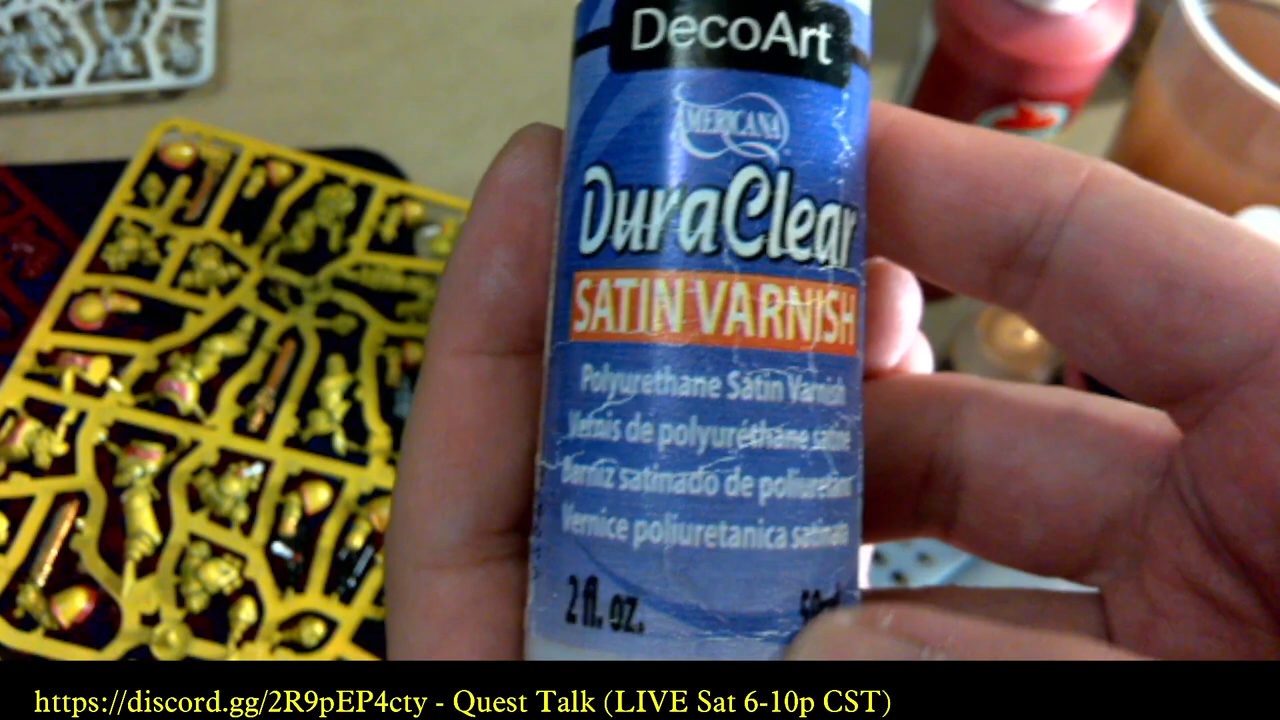 DecoArt
AMERICANA
DuraClear
SATIN VARNISH
Polyurethane Satin Varnish
Vernis de polyuréthane satiné
Barniz satinado de poliuretano
Vernice poliuretanica satinata
2 fl. oz.
https://discord.gg/2R9pEP4cty - Quest Talk (LIVE Sat 6-10p CST)